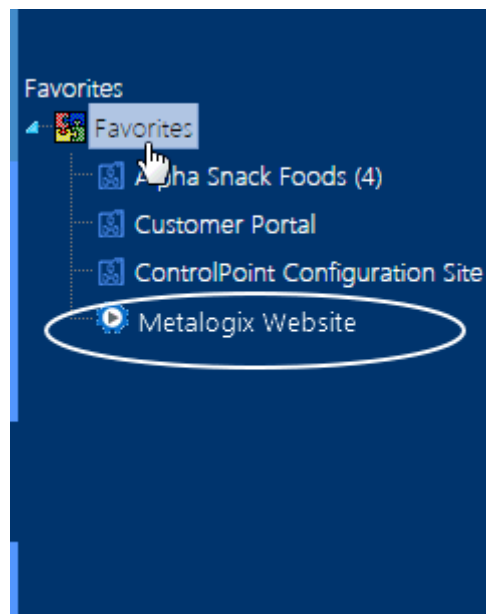 Favorites
Favorites
Alpha Snack Foods (4)
Customer Portal
ControlPoint Configuration Site
Metalogix Website